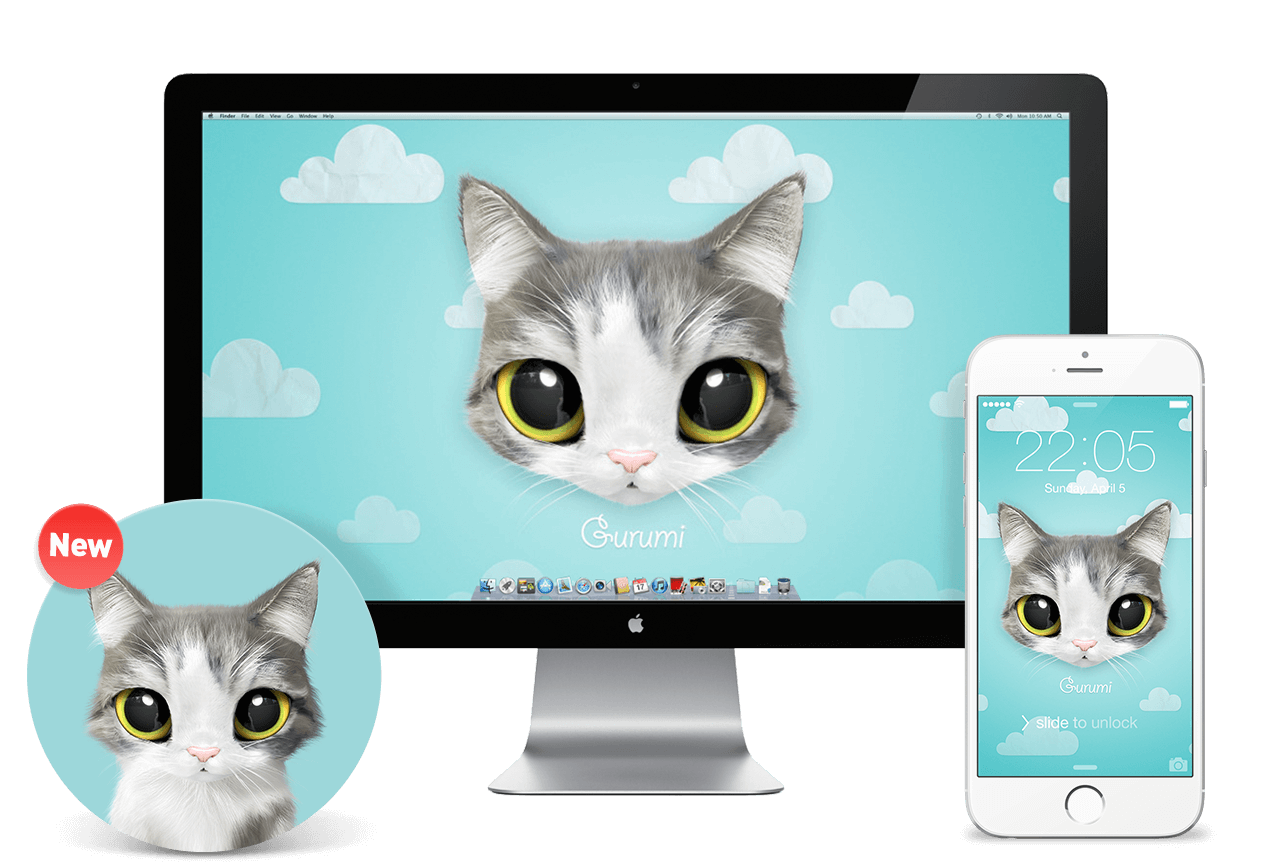 Finder File Edit View Go Window Help
Mon 10:50 AM
Gurumi
17
New
22:05
Sunday, April 5
Gurumi
slide to unlock